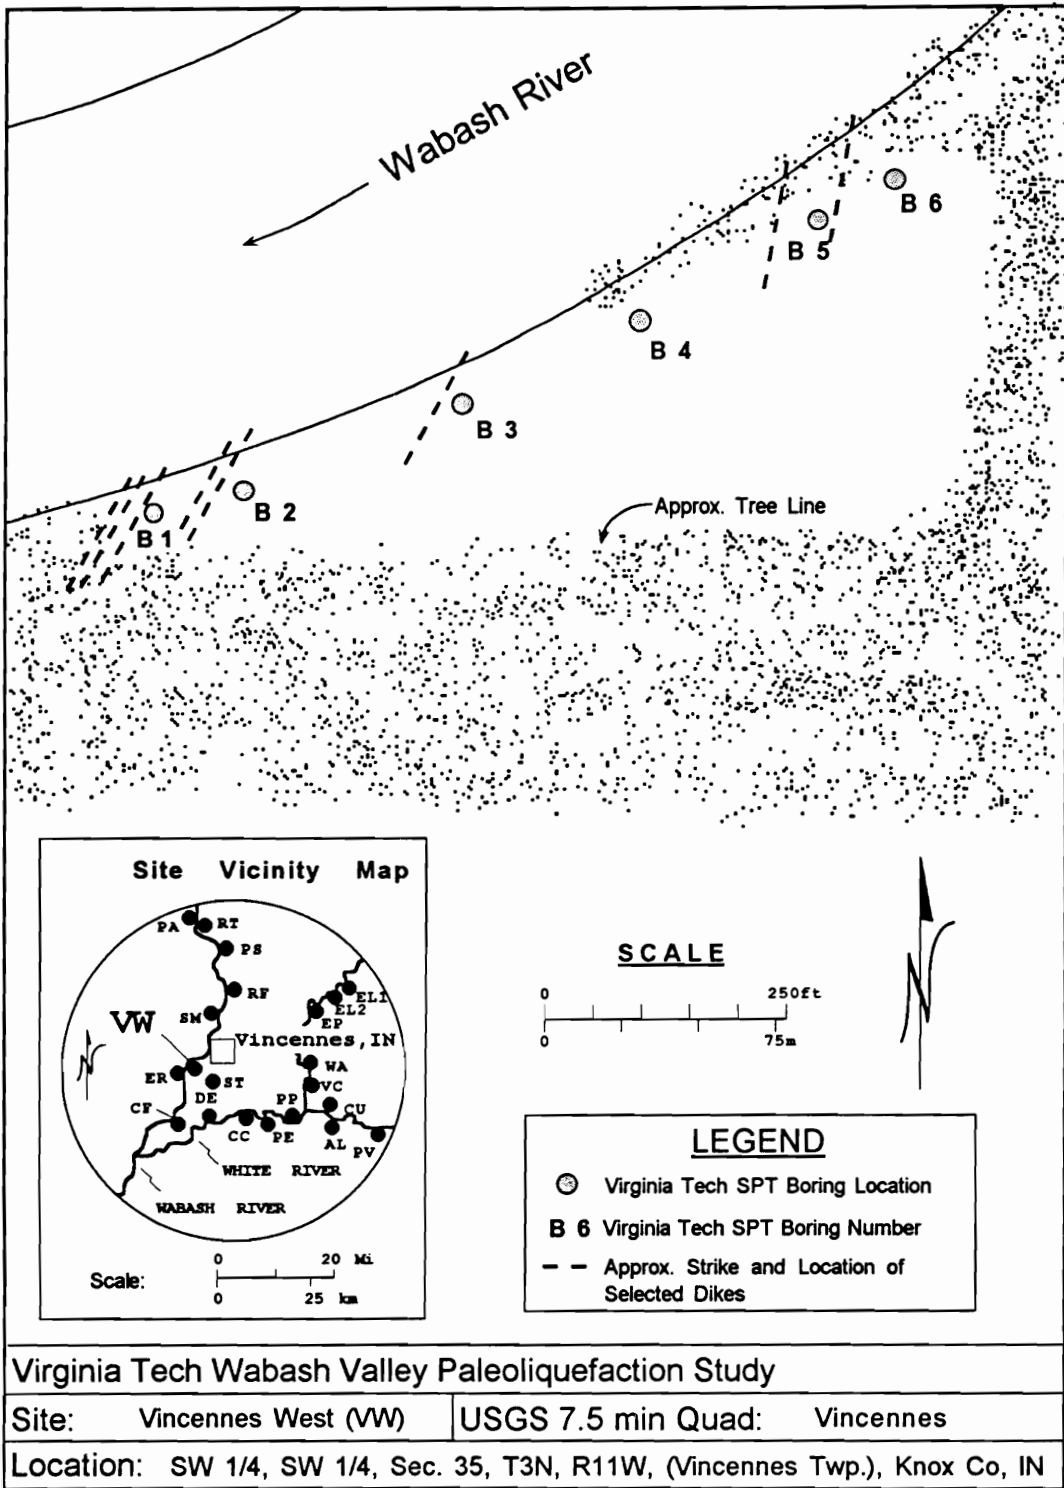 Wabash River
B 6
B 5
B 4
B 3
B 2
B 1
Approx. Tree Line
Site Vicinity Map
PA
RT
PS
RF
SM
EL1
EL2
EP
VW
Vincennes, IN
ER
ST
WA
VC
DE
CF
PP
CU
CC
PE
AL
PV
WHITE RIVER
WABASH RIVER
Scale:
0 20 Mi
0 25 km
SCALE
0 250ft
0 75m
N
LEGEND
Virginia Tech SPT Boring Location
B 6 Virginia Tech SPT Boring Number
Approx. Strike and Location of
Selected Dikes
Virginia Tech Wabash Valley Paleoliquefaction Study
Site: Vincennes West (VW) USGS 7.5 min Quad: Vincennes
Location: SW 1/4, SW 1/4, Sec. 35, T3N, R11W, (Vincennes Twp.), Knox Co, IN